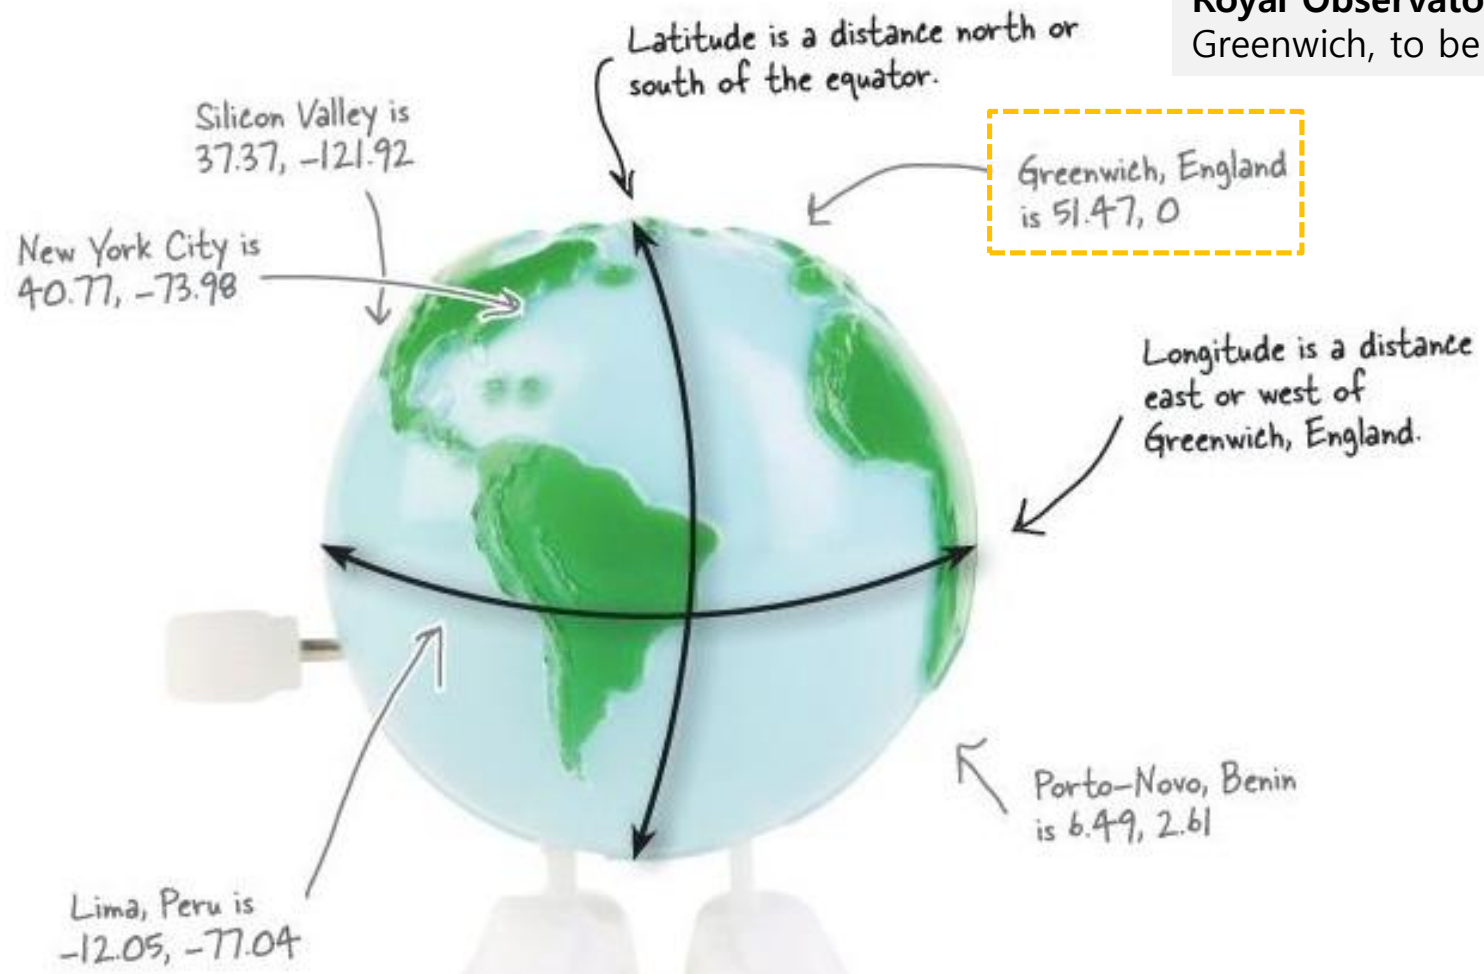 Royal Observato
Greenwich, to be
Latitude is a distance north or
south of the equator.
Silicon Valley is
37.37, -121.92
Greenwich, England
is 51.47, 0
New York City is
40.77, -73.98
Longitude is a distance
east or west of
Greenwich, England.
Porto-Novo, Benin
is 6.49, 2.61
Lima, Peru is
-12.05, -77.04